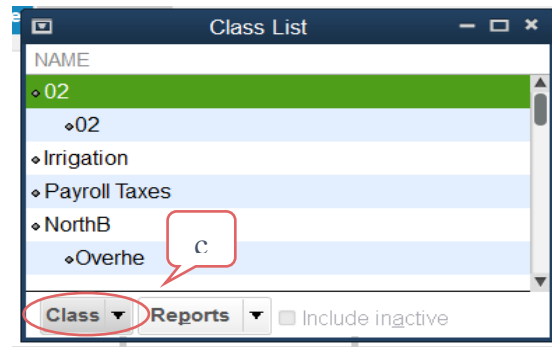 Class List
NAME
02
02
Irrigation
Payroll Taxes
NorthB
Overhe
c
Class Reports Include inactive